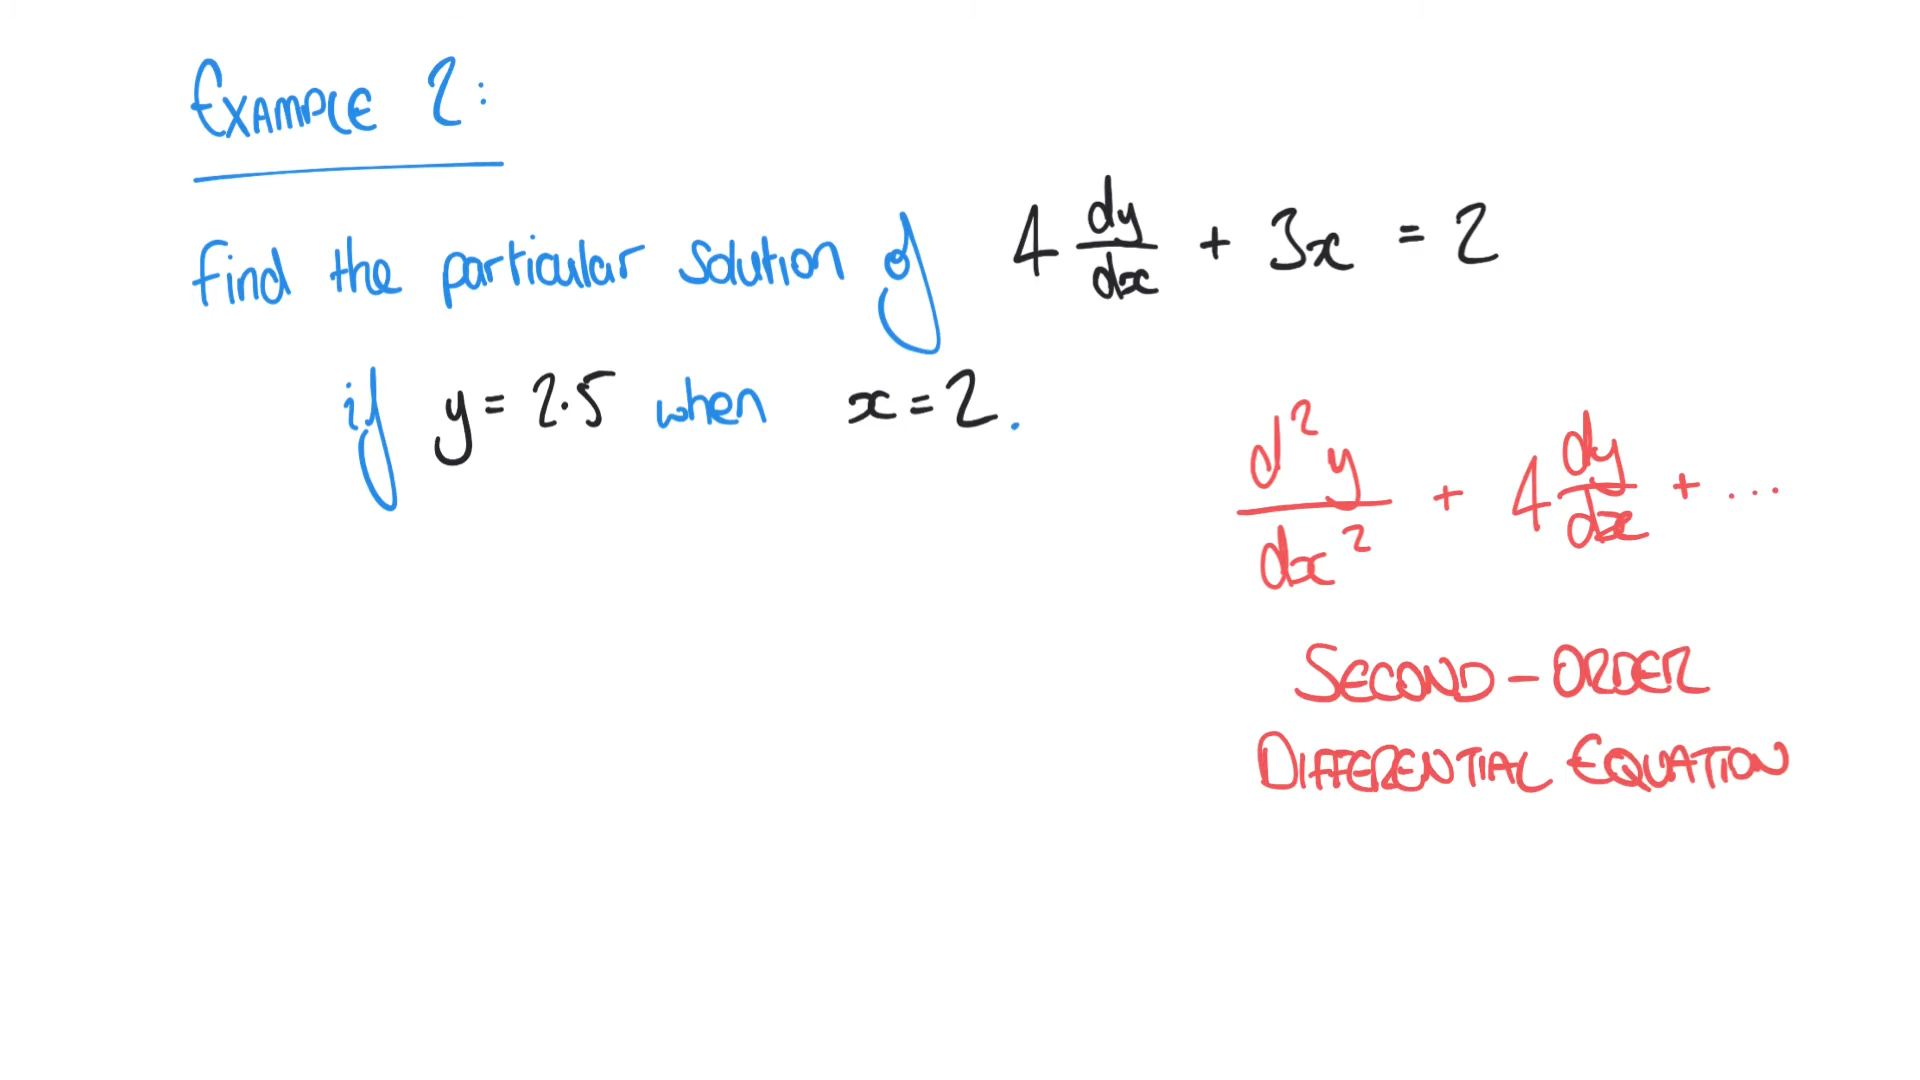 EXAMPLE 2:
Find the particular solution of 4 dy/dx + 3x = 2
if y = 2.5 when x = 2.
d²y/dx² + 4 dy/dx + ...
SECOND - ORDER
DIFFERENTIAL EQUATION